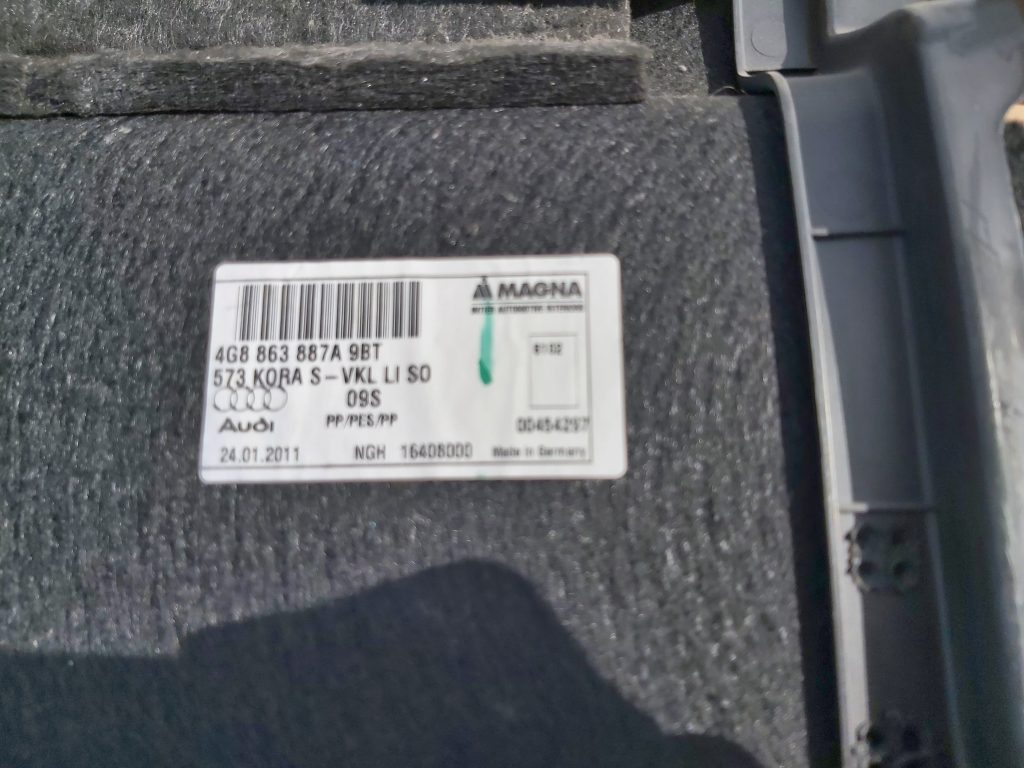 MAGNA
4G8 863 887A 9BT
573 KORA S-VKL LI SO
09S
Audi
PP/PES/PP
24.01.2011
NGH 16408000
Made in Germany